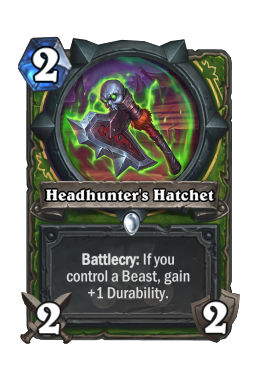 2
Headhunter's Hatchet
Battlecry: If you
control a Beast, gain
+1 Durability.
2
2